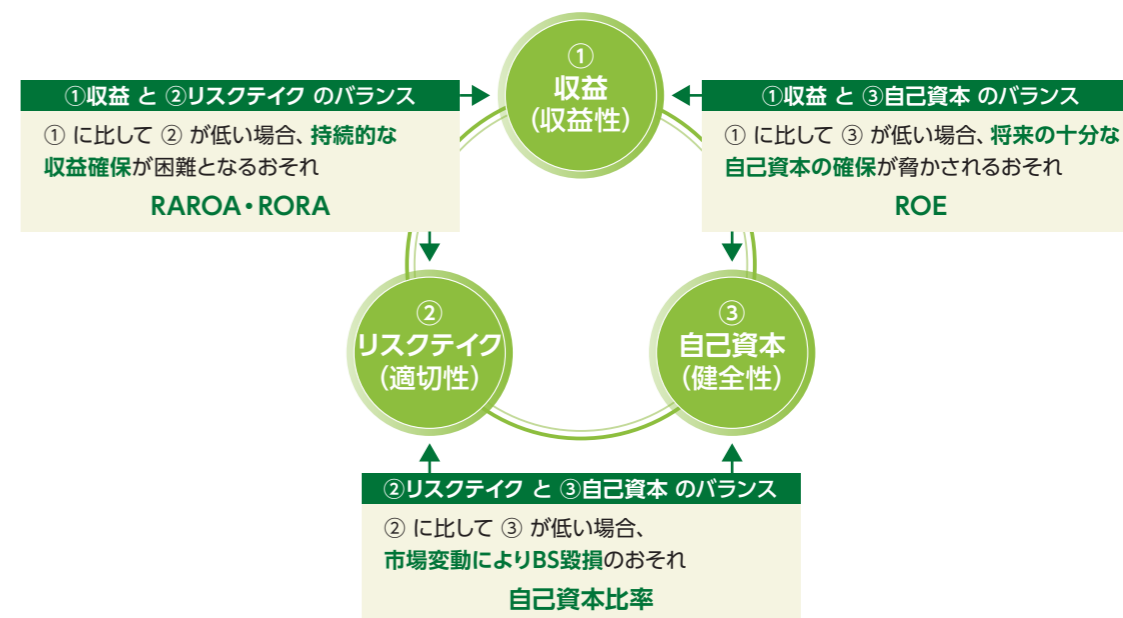 ①
収益
（収益性）
①収益 と ②リスクテイク のバランス
① に比して ② が低い場合、持続的な
収益確保が困難となるおそれ
RAROA・RORA
①収益 と ③自己資本 のバランス
① に比して ③ が低い場合、将来の十分な
自己資本の確保が脅かされるおそれ
ROE
②
リスクテイク
（適切性）
③
自己資本
（健全性）
②リスクテイク と ③自己資本 のバランス
② に比して ③ が低い場合、
市場変動によりBS毀損のおそれ
自己資本比率